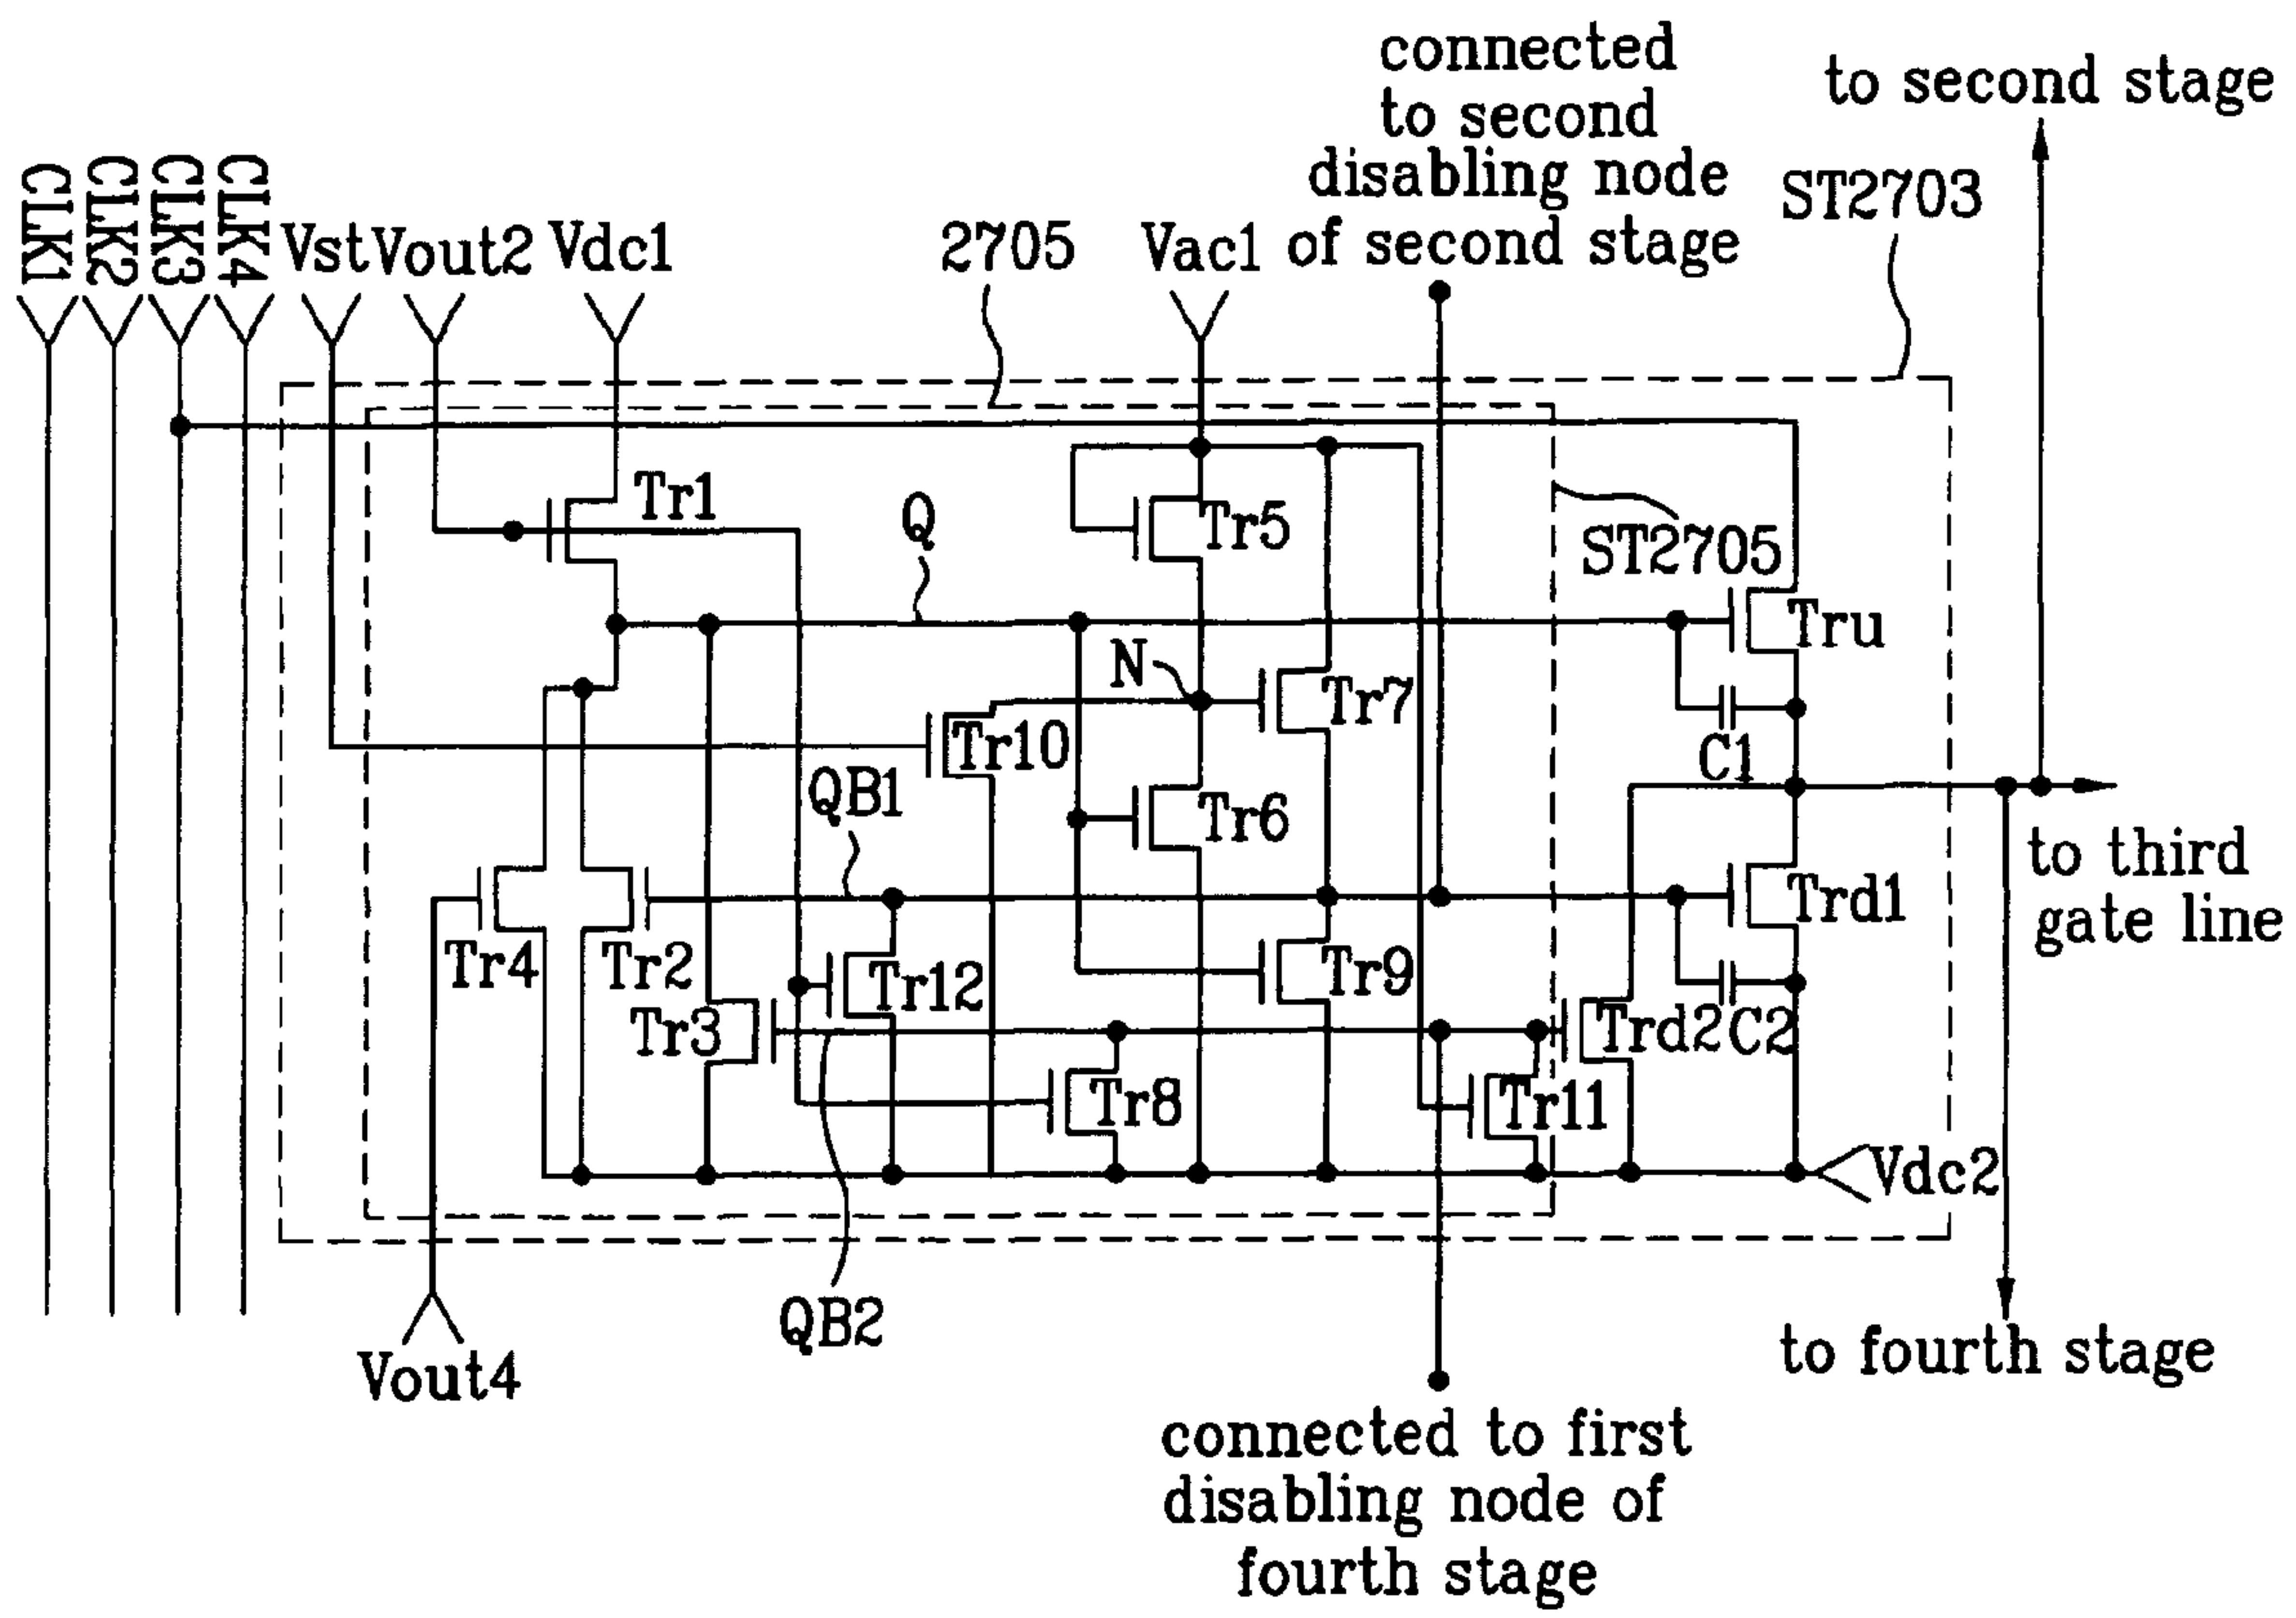 connected
to second
disabling node
of second stage
to second stage
ST2703
CLK1
CLK2
CLK3
CLK4
Vst
Vout2
Vdc1
2705
Vac1
Tr1
Q
Tr5
ST2705
Tru
N
Tr7
Tr10
C1
QB1
Tr6
to third
gate line
Trd1
Tr4
Tr2
Tr12
Tr9
Tr3
Trd2
C2
Tr8
Tr11
Vdc2
QB2
Vout4
to fourth stage
connected to first
disabling node of
fourth stage